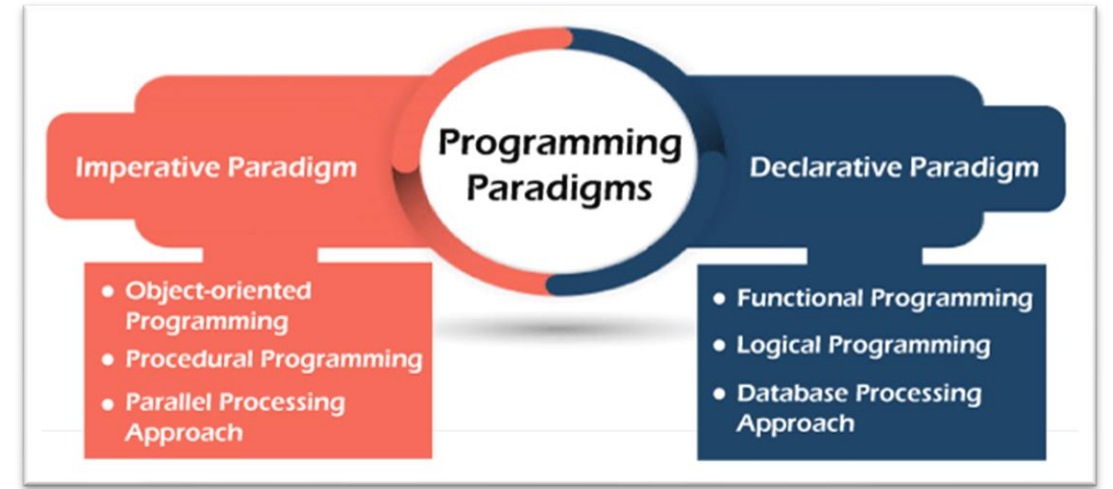 Programming
Paradigms
Imperative Paradigm
• Object-oriented
Programming
• Procedural Programming
• Parallel Processing
Approach
Declarative Paradigm
• Functional Programming
• Logical Programming
• Database Processing
Approach